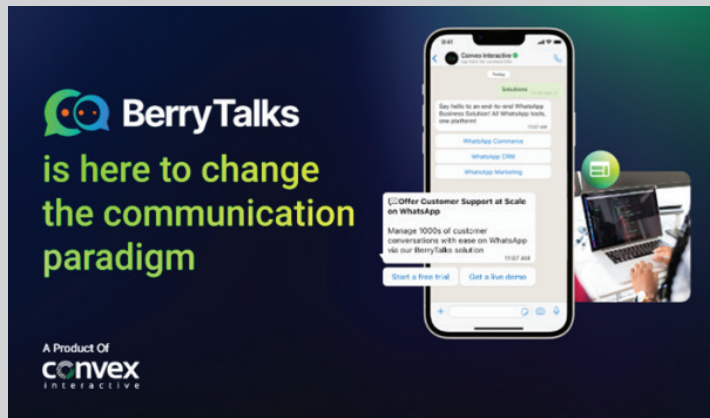 BerryTalks
is here to change
the communication
paradigm
A Product Of
convex
interactive
9:41
Convex Interactive
Today
Solutions
Say hello to an end-to-end WhatsApp
Business Solution! All WhatsApp tools,
one platform!
11:07 AM
WhatsApp Commerce
WhatsApp CRM
WhatsApp Marketing
Offer Customer Support at Scale
on WhatsApp
Manage 1000s of customer
conversations with ease on WhatsApp
via our BerryTalks solution
11:07 AM
Start a free trial
Get a live demo